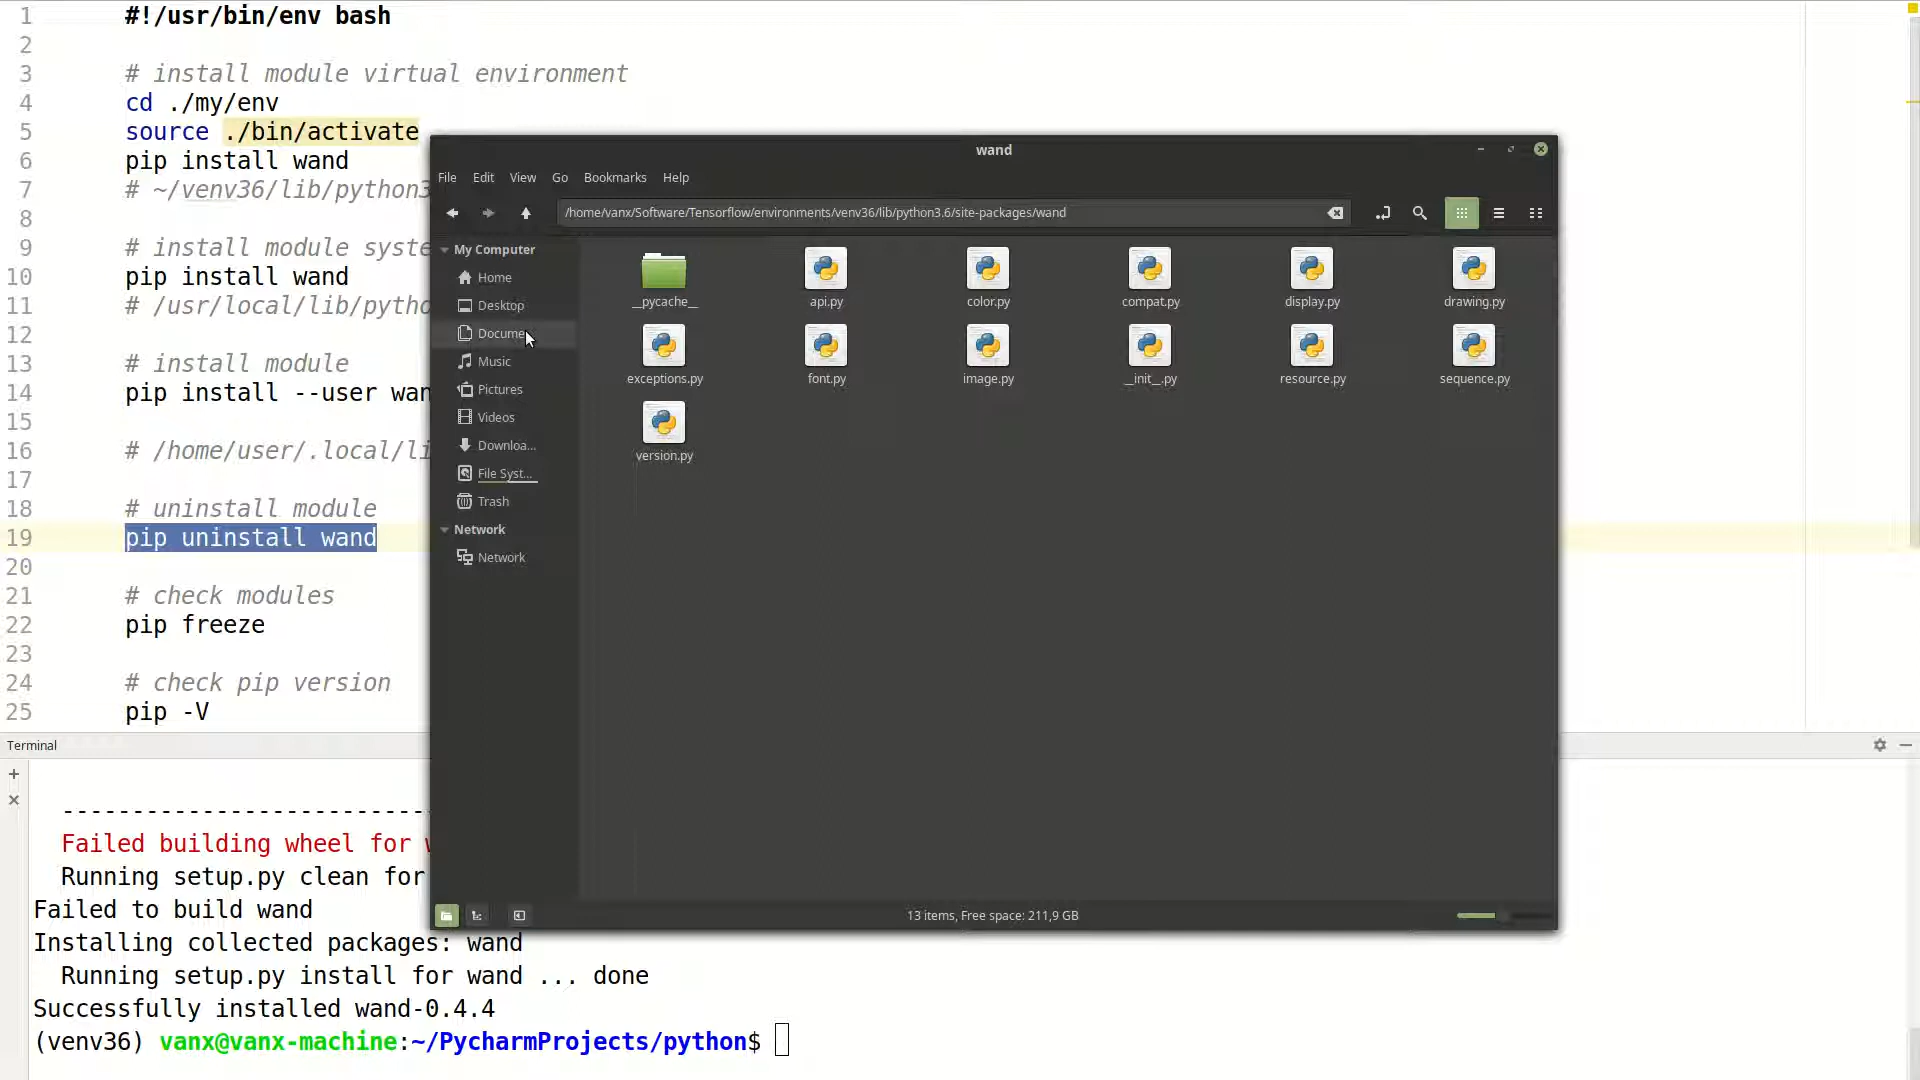 1 #!/usr/bin/env bash
2
3 # install module virtual environment
4 cd ./my/env
5 source ./bin/activate
6 pip install wand
7 # ~/venv36/lib/python3
8
9 # install module syste
10 pip install wand
11 # /usr/local/lib/pytho
12
13 # install module
14 pip install --user wan
15
16 # /home/user/.local/li
17
18 # uninstall module
19 pip uninstall wand
20
21 # check modules
22 pip freeze
23
24 # check pip version
25 pip -V
wand
File Edit View Go Bookmarks Help
/home/vanx/Software/Tensorflow/environments/venv36/lib/python3.6/site-packages/wand
My Computer
Home
Desktop
Docume
Music
Pictures
Videos
Downloa...
File Syst...
Trash
Network
Network
__pycache__ api.py color.py compat.py display.py drawing.py
exceptions.py font.py image.py __init__.py resource.py sequence.py
version.py
13 items, Free space: 211,9 GB
Terminal
--------------------------
Failed building wheel for
Running setup.py clean for
Failed to build wand
Installing collected packages: wand
Running setup.py install for wand ... done
Successfully installed wand-0.4.4
(venv36) vanx@vanx-machine:~/PycharmProjects/python$